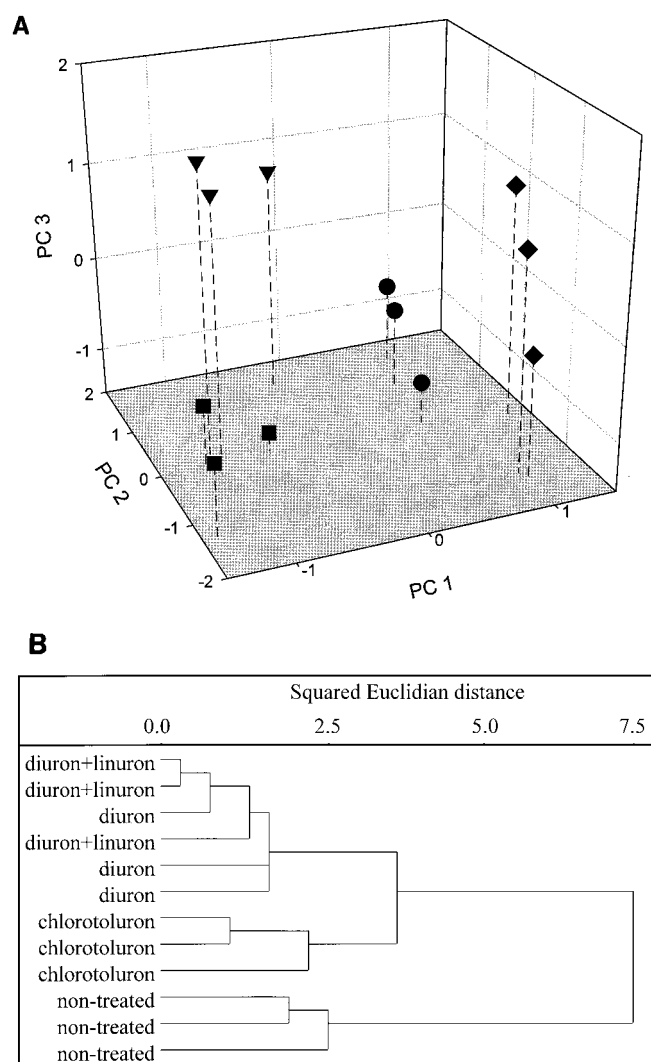 A
2
1
0
-1
PC 3
2
1
0
-1
-2
PC 2
-1
0
1
PC 1
B
Squared Euclidian distance
0.0 2.5 5.0 7.5
diuron+linuron
diuron+linuron
diuron
diuron+linuron
diuron
diuron
chlorotoluron
chlorotoluron
chlorotoluron
non-treated
non-treated
non-treated